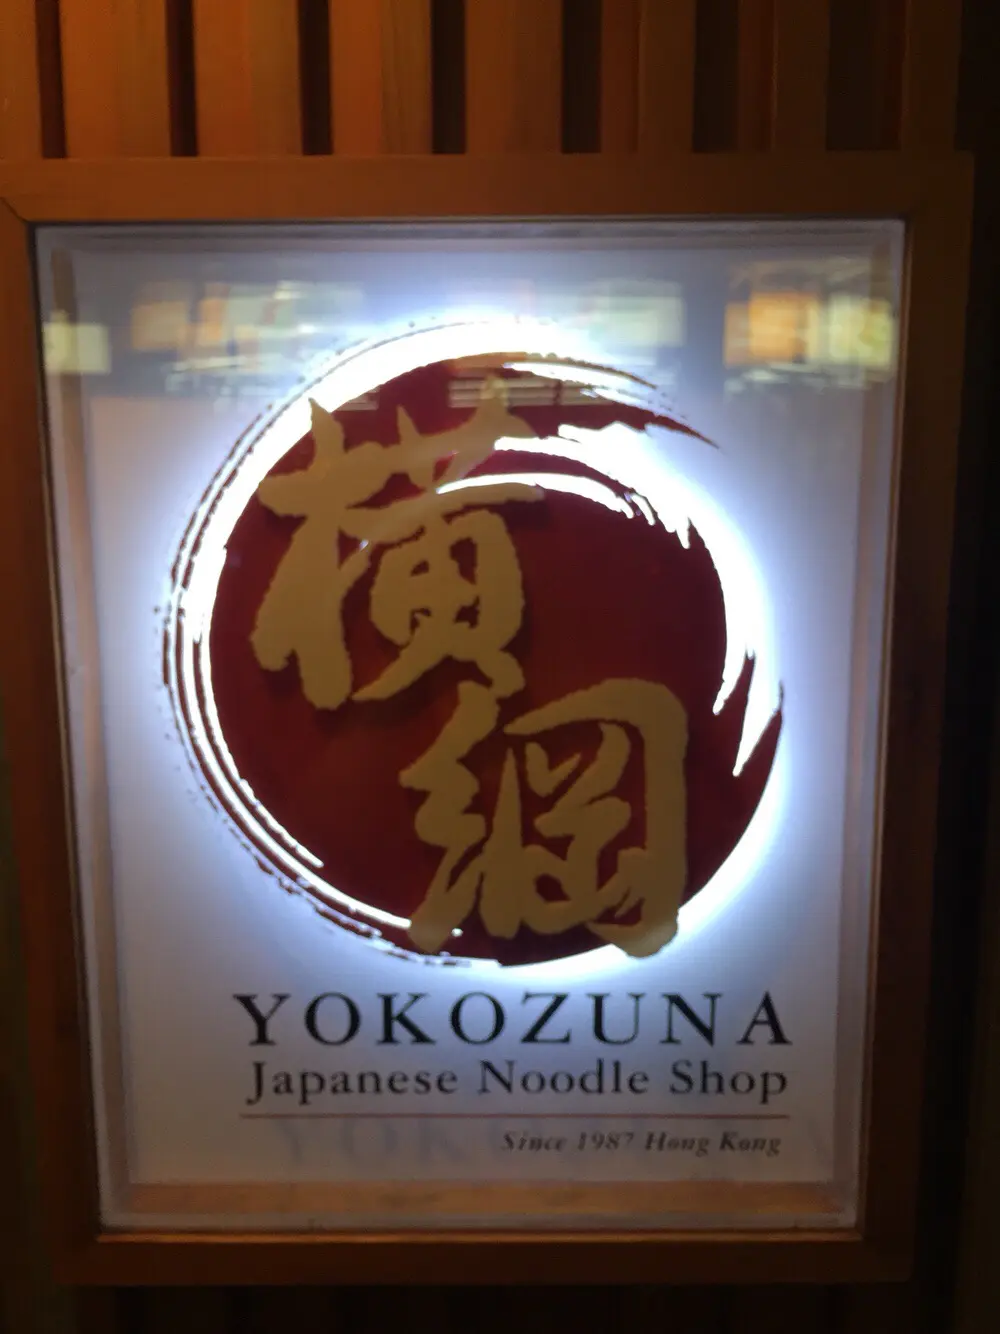 横
綱
YOKOZUNA
Japanese Noodle Shop
Since 1987 Hong Kong